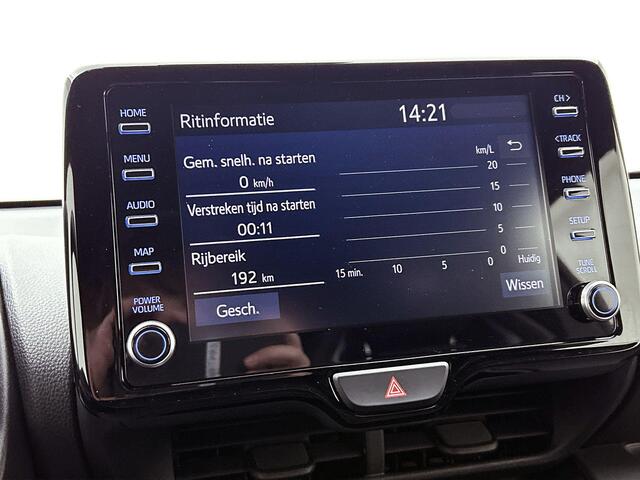 HOME
MENU
AUDIO
MAP
POWER
VOLUME
Ritinformatie
14:21
Gem. snelh. na starten
0 km/h
Verstreken tijd na starten
00:11
Rijbereik
192 km
Gesch.
km/L
20
15
10
5
0
15 min.
10
5
0
Huidig
Wissen
CH >
< TRACK
PHONE
SETUP
TUNE
SCROLL